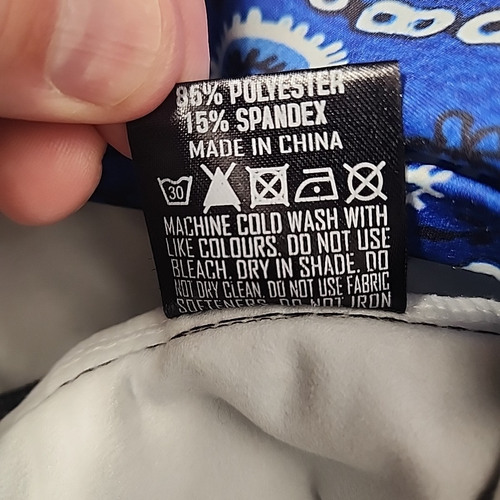 85% POLYESTER
15% SPANDEX
MADE IN CHINA
30
MACHINE COLD WASH WITH
LIKE COLOURS. DO NOT USE
BLEACH. DRY IN SHADE. DO
NOT DRY CLEAN. DO NOT USE FABRIC
SOFTENERS. DO NOT IRON